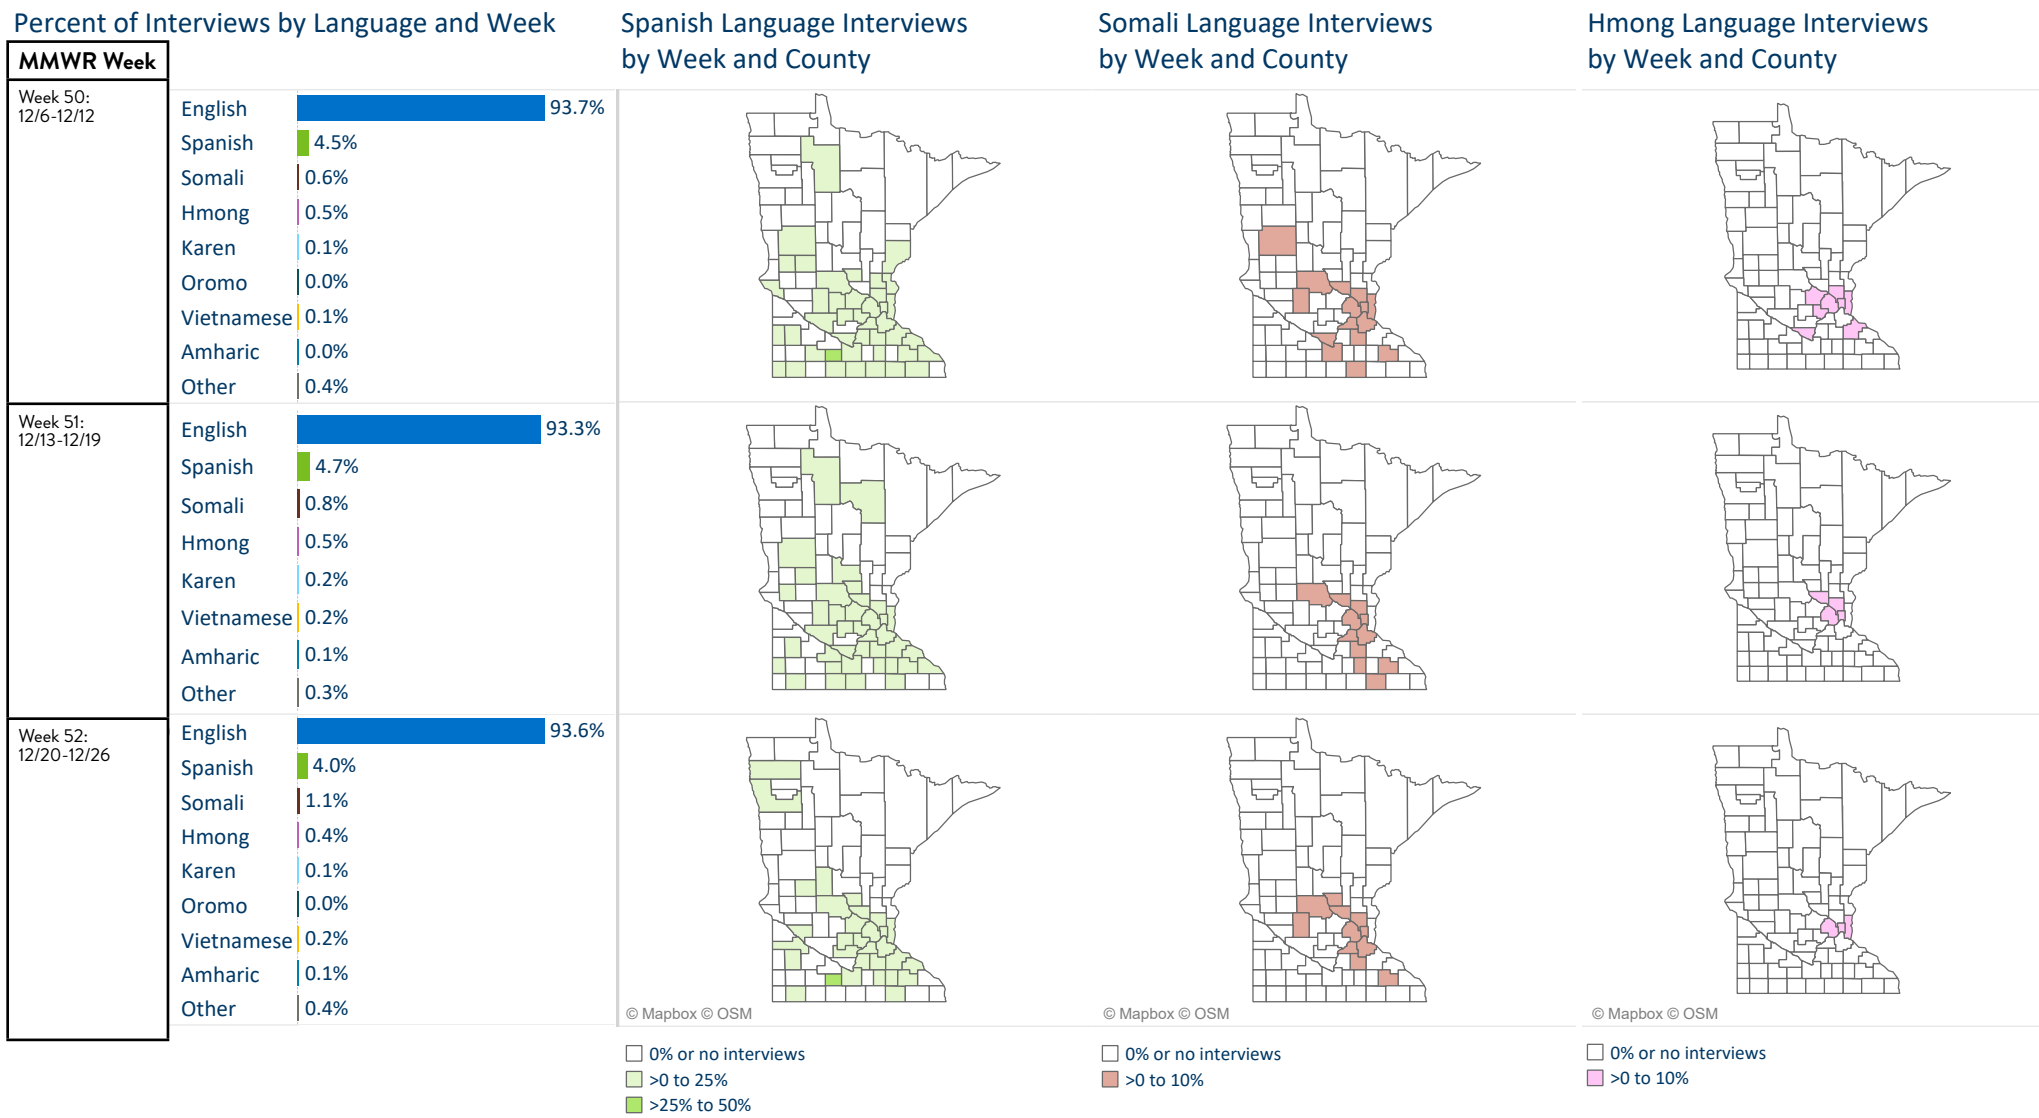 Percent of Interviews by Language and Week
MMWR Week
Week 50:
12/6-12/12
English 93.7%
Spanish 4.5%
Somali 0.6%
Hmong 0.5%
Karen 0.1%
Oromo 0.0%
Vietnamese 0.1%
Amharic 0.0%
Other 0.4%
Week 51:
12/13-12/19
English 93.3%
Spanish 4.7%
Somali 0.8%
Hmong 0.5%
Karen 0.2%
Vietnamese 0.2%
Amharic 0.1%
Other 0.3%
Week 52:
12/20-12/26
English 93.6%
Spanish 4.0%
Somali 1.1%
Hmong 0.4%
Karen 0.1%
Oromo 0.0%
Vietnamese 0.2%
Amharic 0.1%
Other 0.4%
Spanish Language Interviews
by Week and County
© Mapbox © OSM
0% or no interviews
>0 to 25%
>25% to 50%
Somali Language Interviews
by Week and County
© Mapbox © OSM
0% or no interviews
>0 to 10%
Hmong Language Interviews
by Week and County
© Mapbox © OSM
0% or no interviews
>0 to 10%